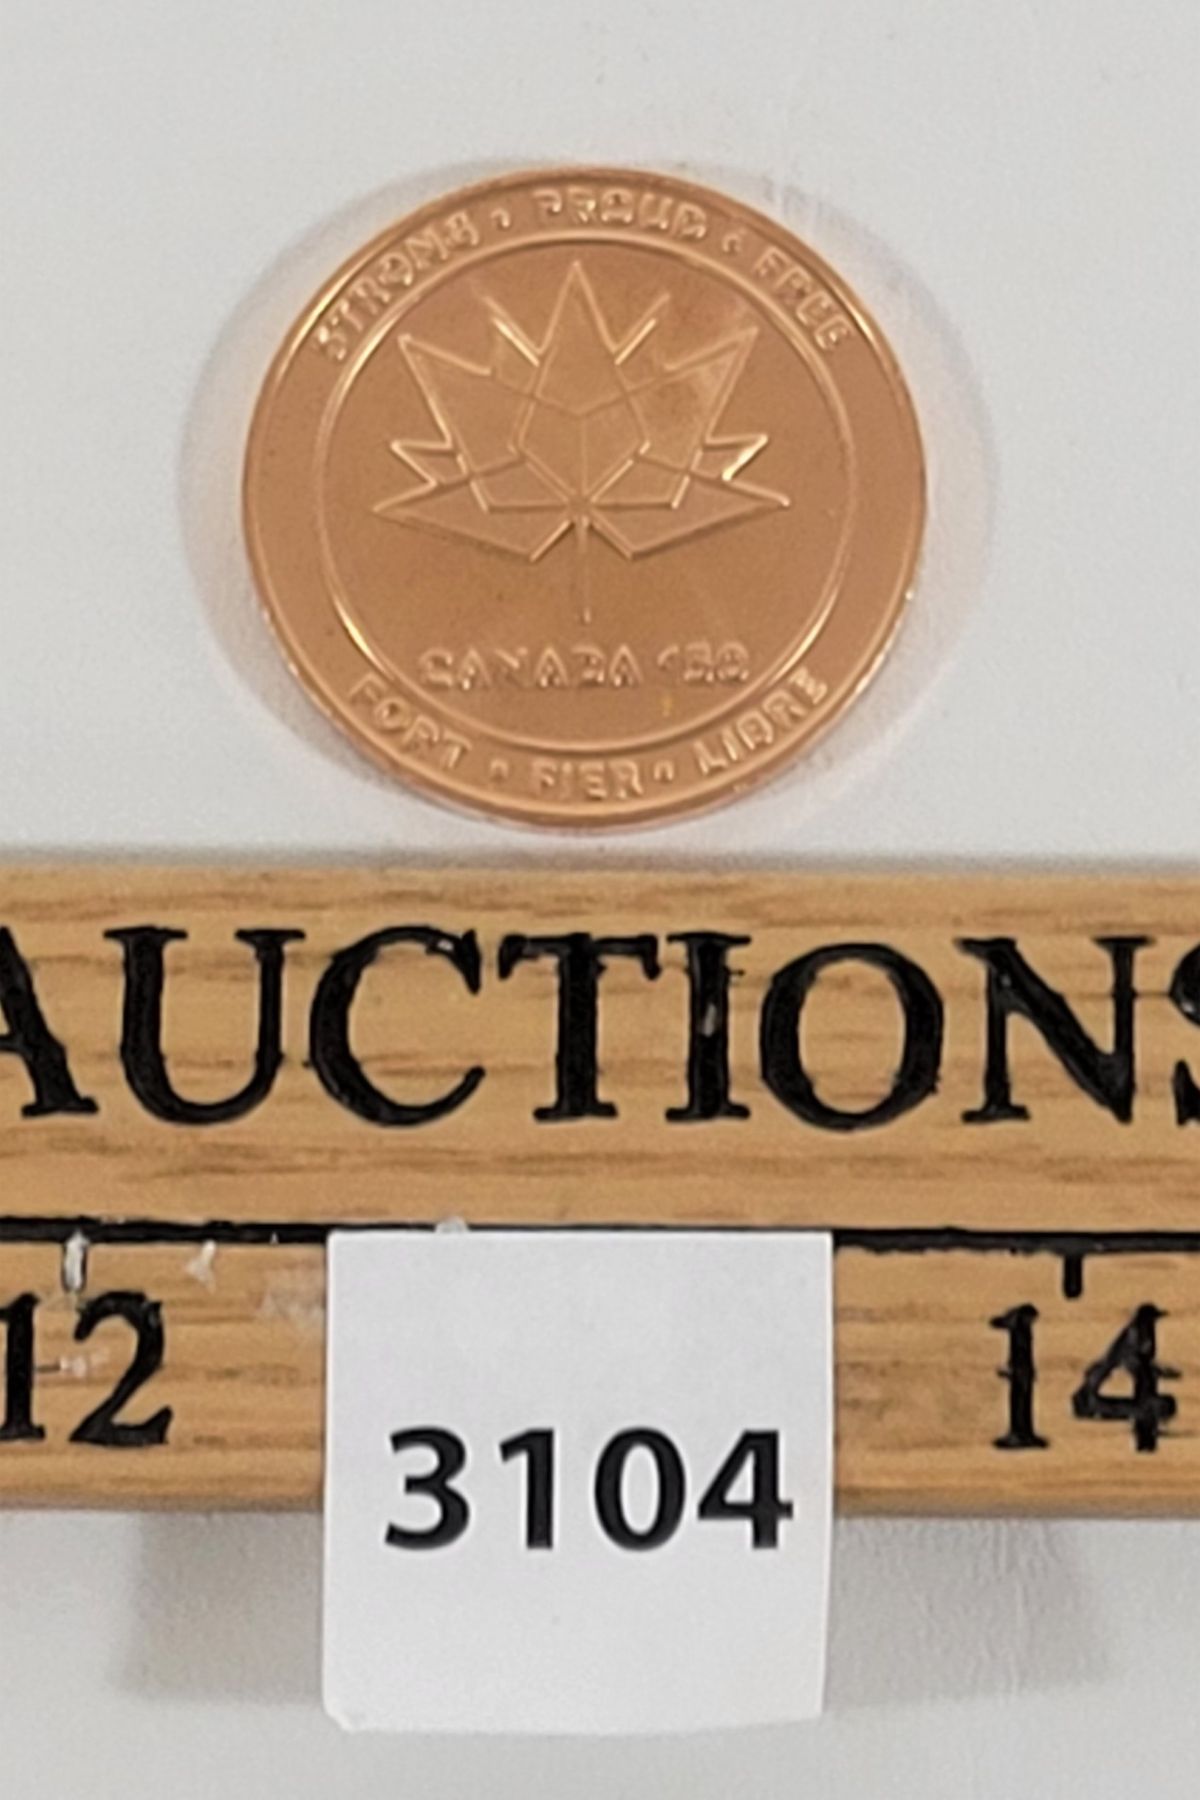 STRONG • PROUD • FREE
CANADA 150
FORT • FIER • LIBRE
AUCTIONS
12 14
3104